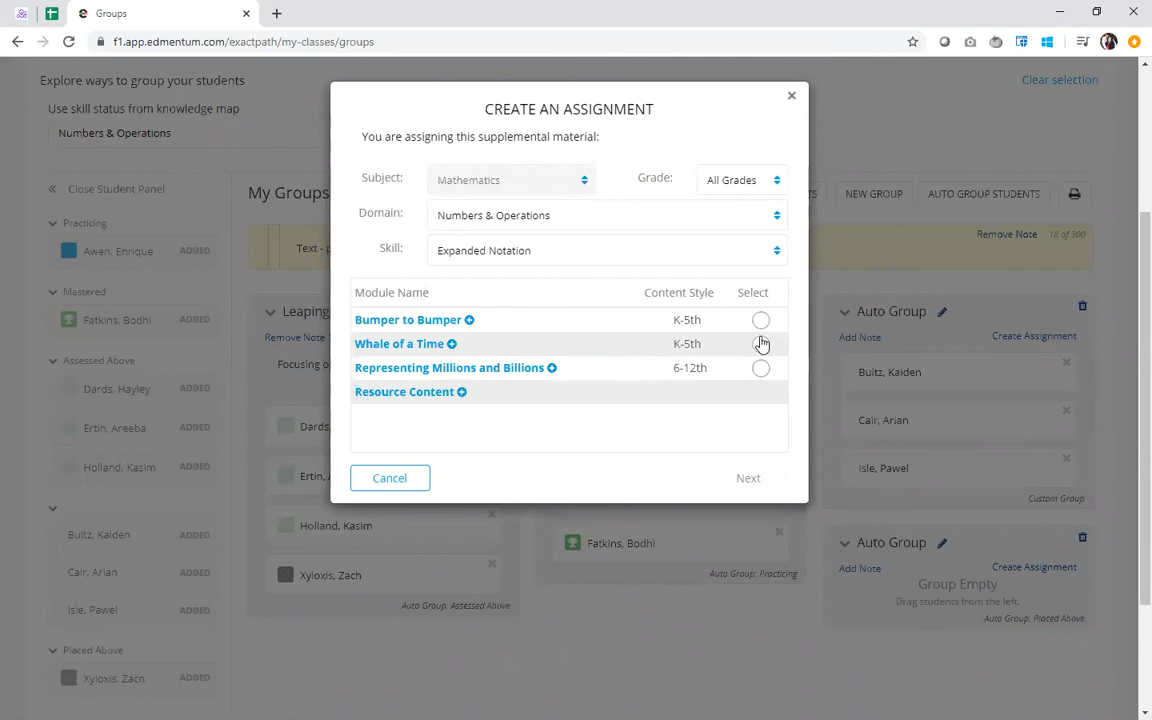 Groups
f1.app.edmentum.com/exactpath/my-classes/groups
Explore ways to group your students
Clear selection
Use skill status from knowledge map
Numbers & Operations
Close Student Panel
My Groups
NEW GROUP
AUTO GROUP STUDENTS
Practicing
Awen, Enrique ADDED
Mastered
Fatkins, Bodhi ADDED
Assessed Above
Dards, Hayley
Ertin, Areeba ADDED
Holland, Kasim ADDED
Bultz, Kaiden ADDED
Cair, Arian ADDED
Isle, Pawel ADDED
Placed Above
Xyloxis, Zach ADDED
Text - p
Remove Note 18 of 300
Leaping
Remove Note
Focusing o
Dards,
Ertin, A
Holland, Kasim
Xyloxis, Zach
Auto Group: Assessed Above
Fatkins, Bodhi
Auto Group: Practicing
Auto Group
Add Note Create Assignment
Bultz, Kaiden
Cair, Arian
Isle, Pawel
Custom Group
Auto Group
Add Note Create Assignment
Group Empty
Drag students from the left.
Auto Group: Placed Above
CREATE AN ASSIGNMENT
You are assigning this supplemental material:
Subject: Mathematics Grade: All Grades
Domain: Numbers & Operations
Skill: Expanded Notation
Module Name Content Style Select
Bumper to Bumper K-5th
Whale of a Time K-5th
Representing Millions and Billions 6-12th
Resource Content
Cancel Next